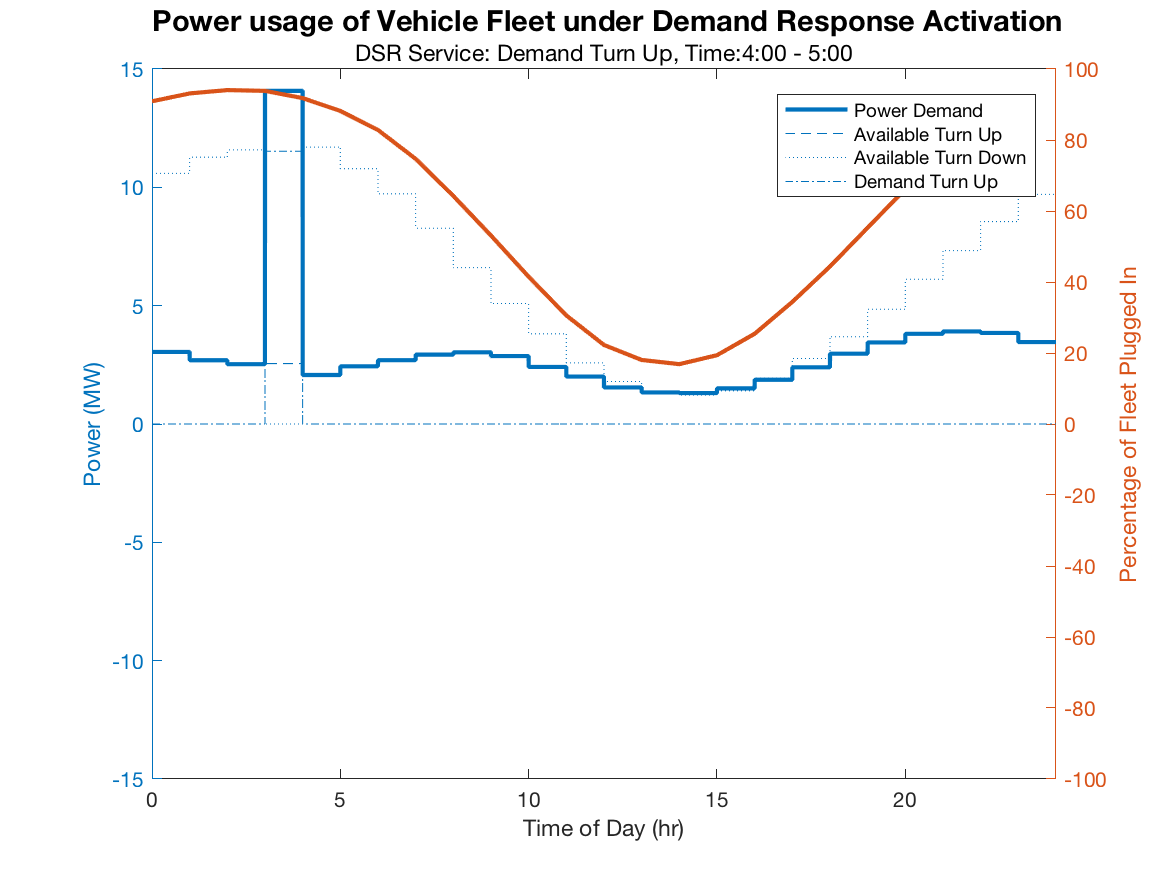 Power usage of Vehicle Fleet under Demand Response Activation
DSR Service: Demand Turn Up, Time:4:00 - 5:00
Power Demand
Available Turn Up
Available Turn Down
Demand Turn Up
15
10
5
0
-5
-10
-15
Power (MW)
100
80
60
40
20
0
-20
-40
-60
-80
-100
Percentage of Fleet Plugged In
0 5 10 15 20
Time of Day (hr)